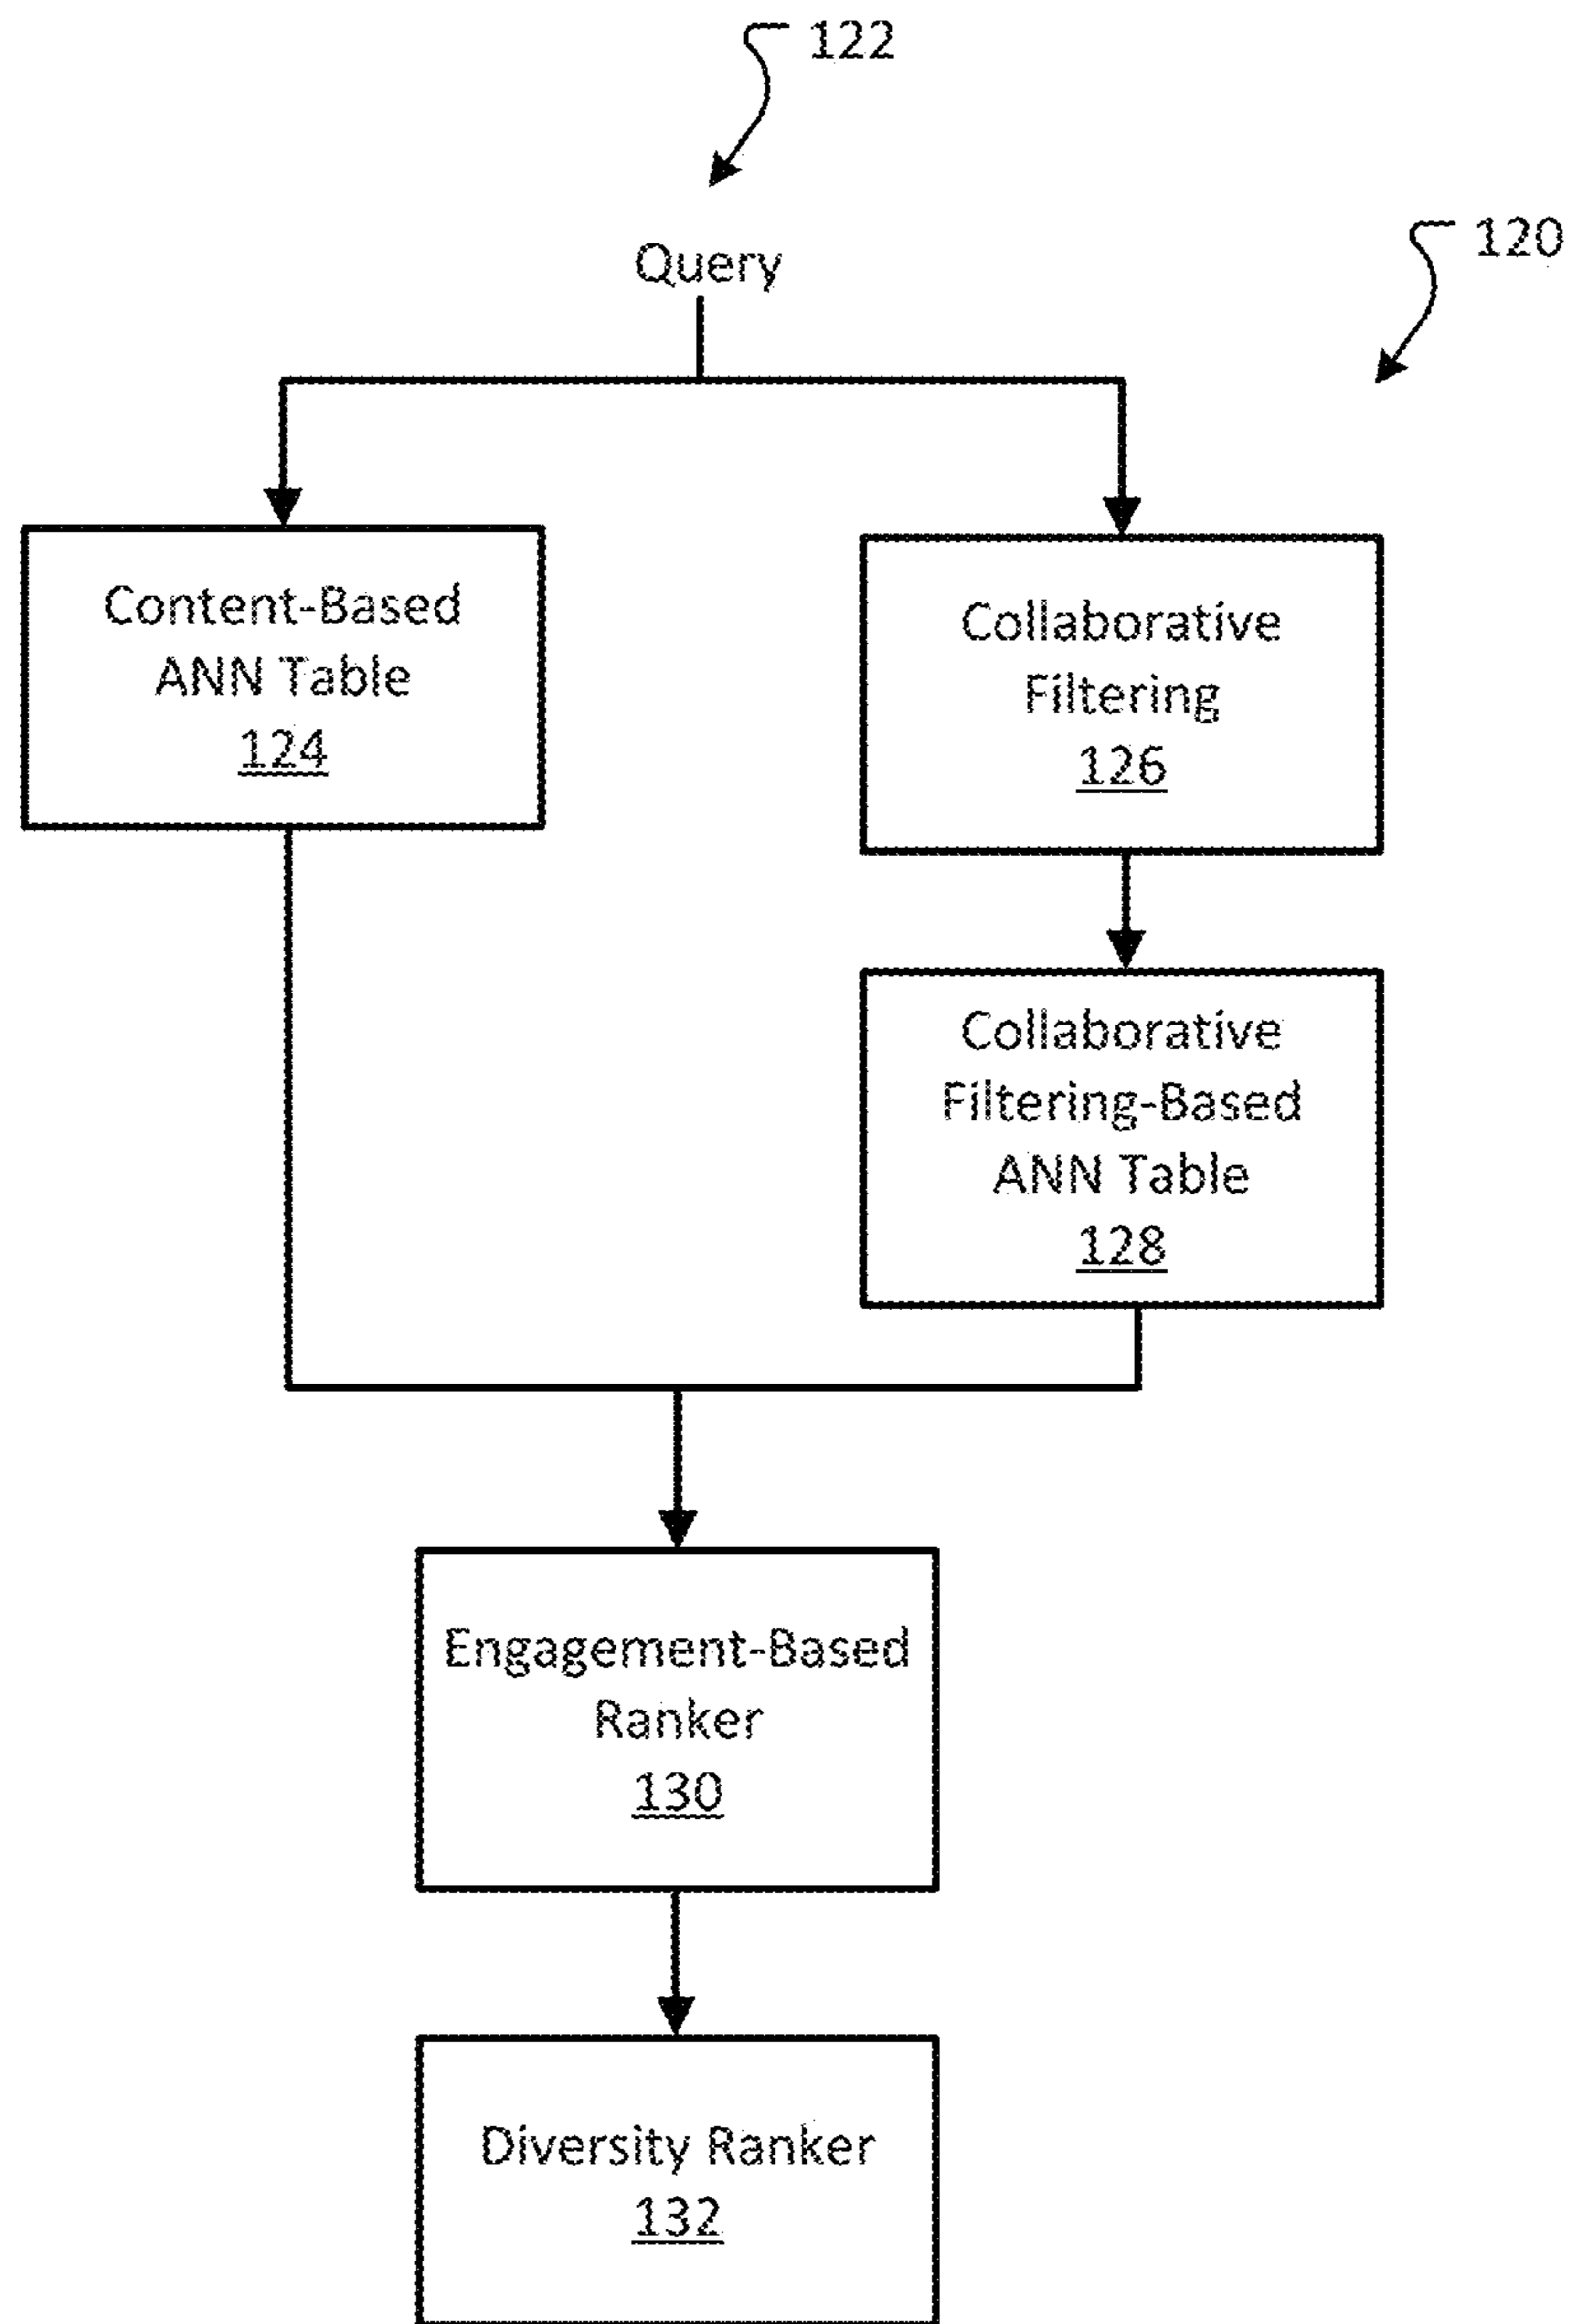 122
120
Query
Content-Based
ANN Table
124
Collaborative
Filtering
126
Collaborative
Filtering-Based
ANN Table
128
Engagement-Based
Ranker
130
Diversity Ranker
132